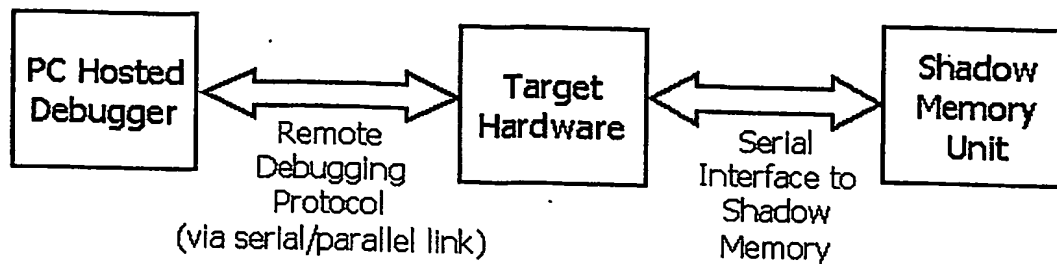 PC Hosted
Debugger
Remote
Debugging
Protocol
(via serial/parallel link)
Target
Hardware
Serial
Interface to
Shadow
Memory
Shadow
Memory
Unit